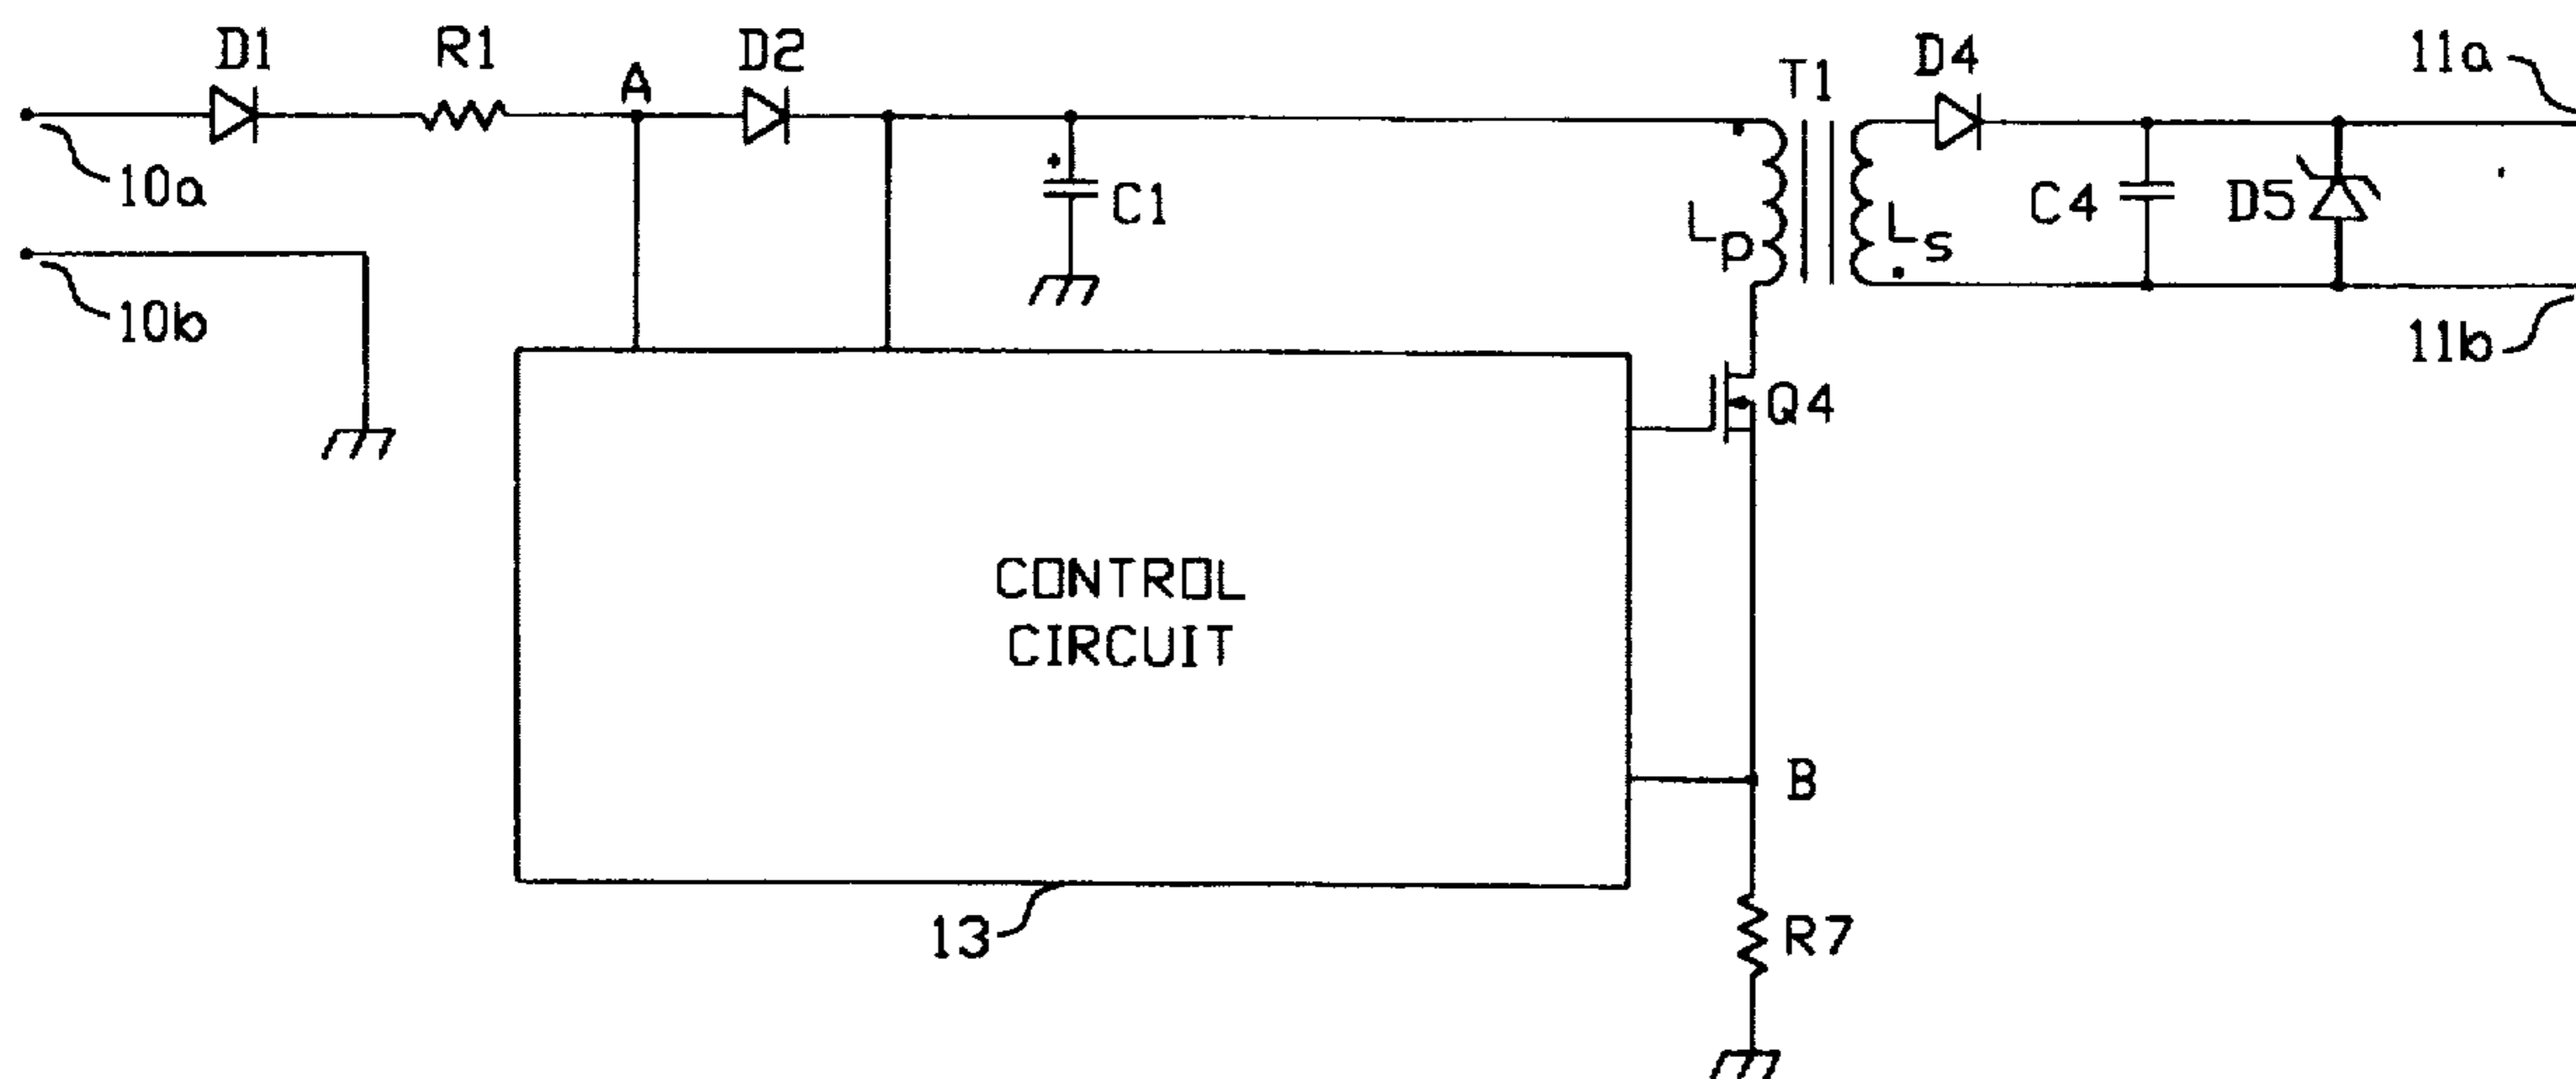 D1
R1
A
D2
T1
D4
11a
10a
C1
Lp
Ls
C4
D5
10b
11b
Q4
CONTROL
CIRCUIT
B
13
R7